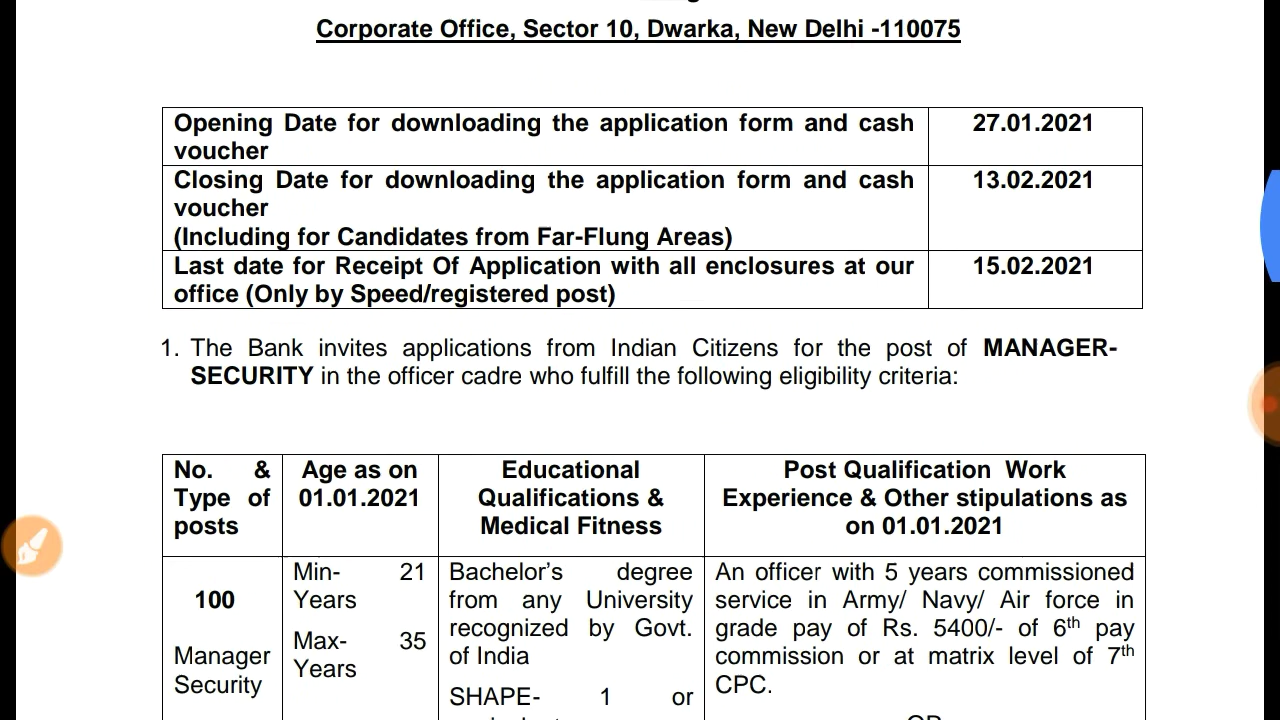 Corporate Office, Sector 10, Dwarka, New Delhi -110075
Opening Date for downloading the application form and cash
voucher
27.01.2021
Closing Date for downloading the application form and cash
voucher
(Including for Candidates from Far-Flung Areas)
13.02.2021
Last date for Receipt Of Application with all enclosures at our
office (Only by Speed/registered post)
15.02.2021
1. The Bank invites applications from Indian Citizens for the post of MANAGER-
SECURITY in the officer cadre who fulfill the following eligibility criteria:
No. &
Type of
posts
Age as on
01.01.2021
Educational
Qualifications &
Medical Fitness
Post Qualification Work
Experience & Other stipulations as
on 01.01.2021
100
Manager
Security
Min- 21
Years
Max- 35
Years
Bachelor's degree
from any University
recognized by Govt.
of India
SHAPE- 1 or
An officer with 5 years commissioned
service in Army/ Navy/ Air force in
grade pay of Rs. 5400/- of 6th pay
commission or at matrix level of 7th
CPC.
OR